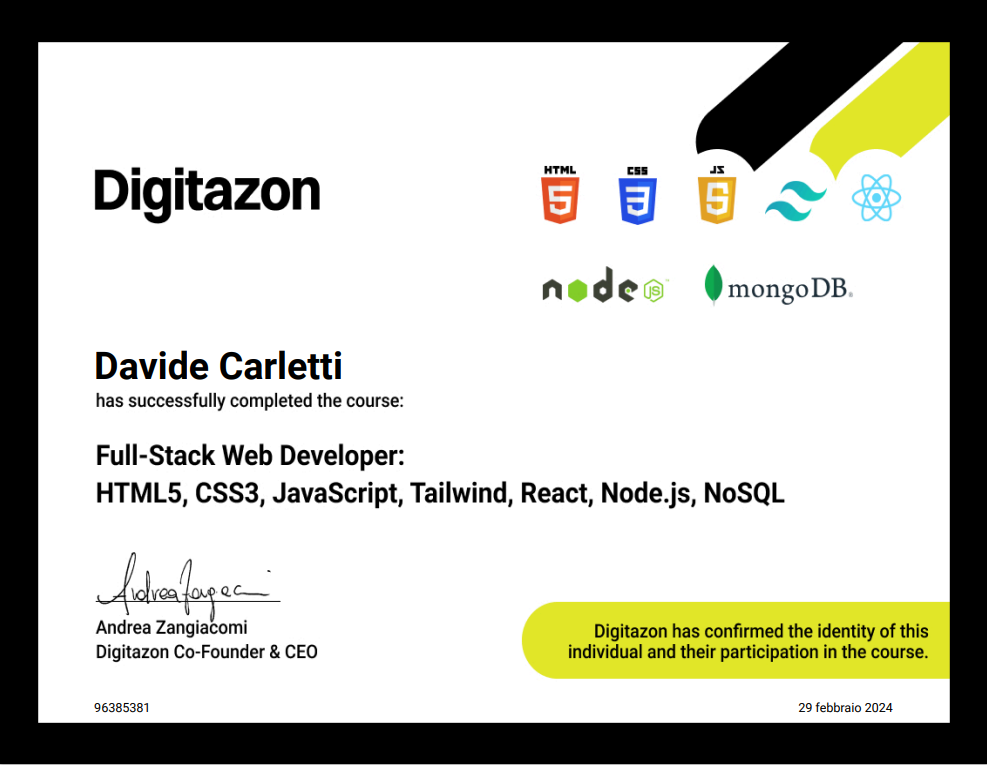 Digitazon
HTML
5
CSS
3
JS
5
node
JS
mongoDB®
Davide Carletti
has successfully completed the course:
Full-Stack Web Developer:
HTML5, CSS3, JavaScript, Tailwind, React, Node.js, NoSQL
Andrea Zangiacomi
Andrea Zangiacomi
Digitazon Co-Founder & CEO
Digitazon has confirmed the identity of this
individual and their participation in the course.
96385381
29 febbraio 2024